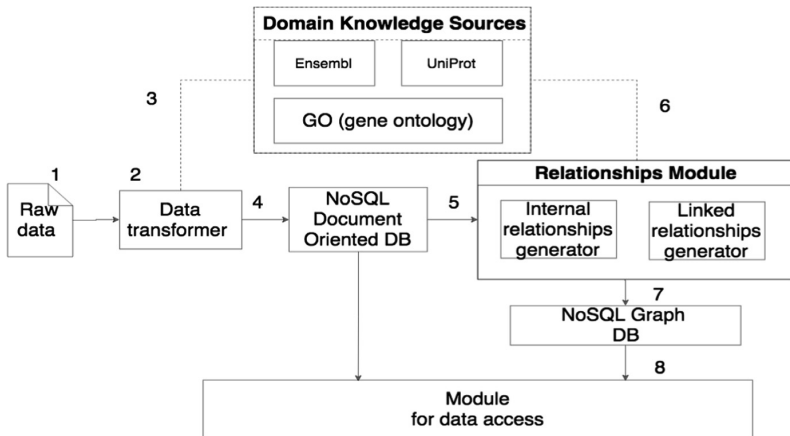 Domain Knowledge Sources
Ensembl
UniProt
GO (gene ontology)
3
6
1
2
Raw
data
Data
transformer
4
NoSQL
Document
Oriented DB
5
Relationships Module
Internal
relationships
generator
Linked
relationships
generator
7
NoSQL Graph
DB
8
Module
for data access